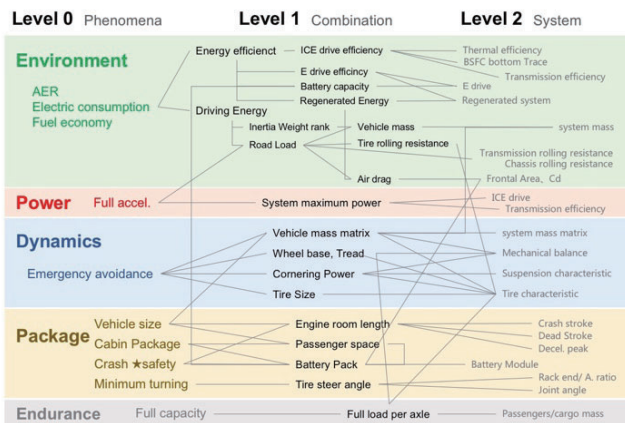 Level 0 Phenomena
Level 1 Combination
Level 2 System
Environment
AER
Electric consumption
Fuel economy
Energy efficienct
ICE drive efficiency
Thermal efficiency
BSFC bottom Trace
Transmission efficiency
E drive efficincy
E drive
Battery capacity
Regenerated Energy
Regenerated system
Driving Energy
Inertia Weight rank
Vehicle mass
system mass
Road Load
Tire rolling resistance
Transmission rolling resistance
Chassis rolling resistance
Air drag
Frontal Area、Cd
Power
Full accel.
System maximum power
ICE drive
Transmission efficiency
Dynamics
Emergency avoidance
Vehicle mass matrix
system mass matrix
Wheel base, Tread
Mechanical balance
Cornering Power
Suspension characteristic
Tire Size
Tire characteristic
Package
Vehicle size
Engine room length
Crash stroke
Dead Stroke
Decel. peak
Cabin Package
Passenger space
Crash ★safety
Battery Pack
Battery Module
Minimum turning
Tire steer angle
Rack end/ A. ratio
Joint angle
Endurance
Full capacity
Full load per axle
Passengers/cargo mass